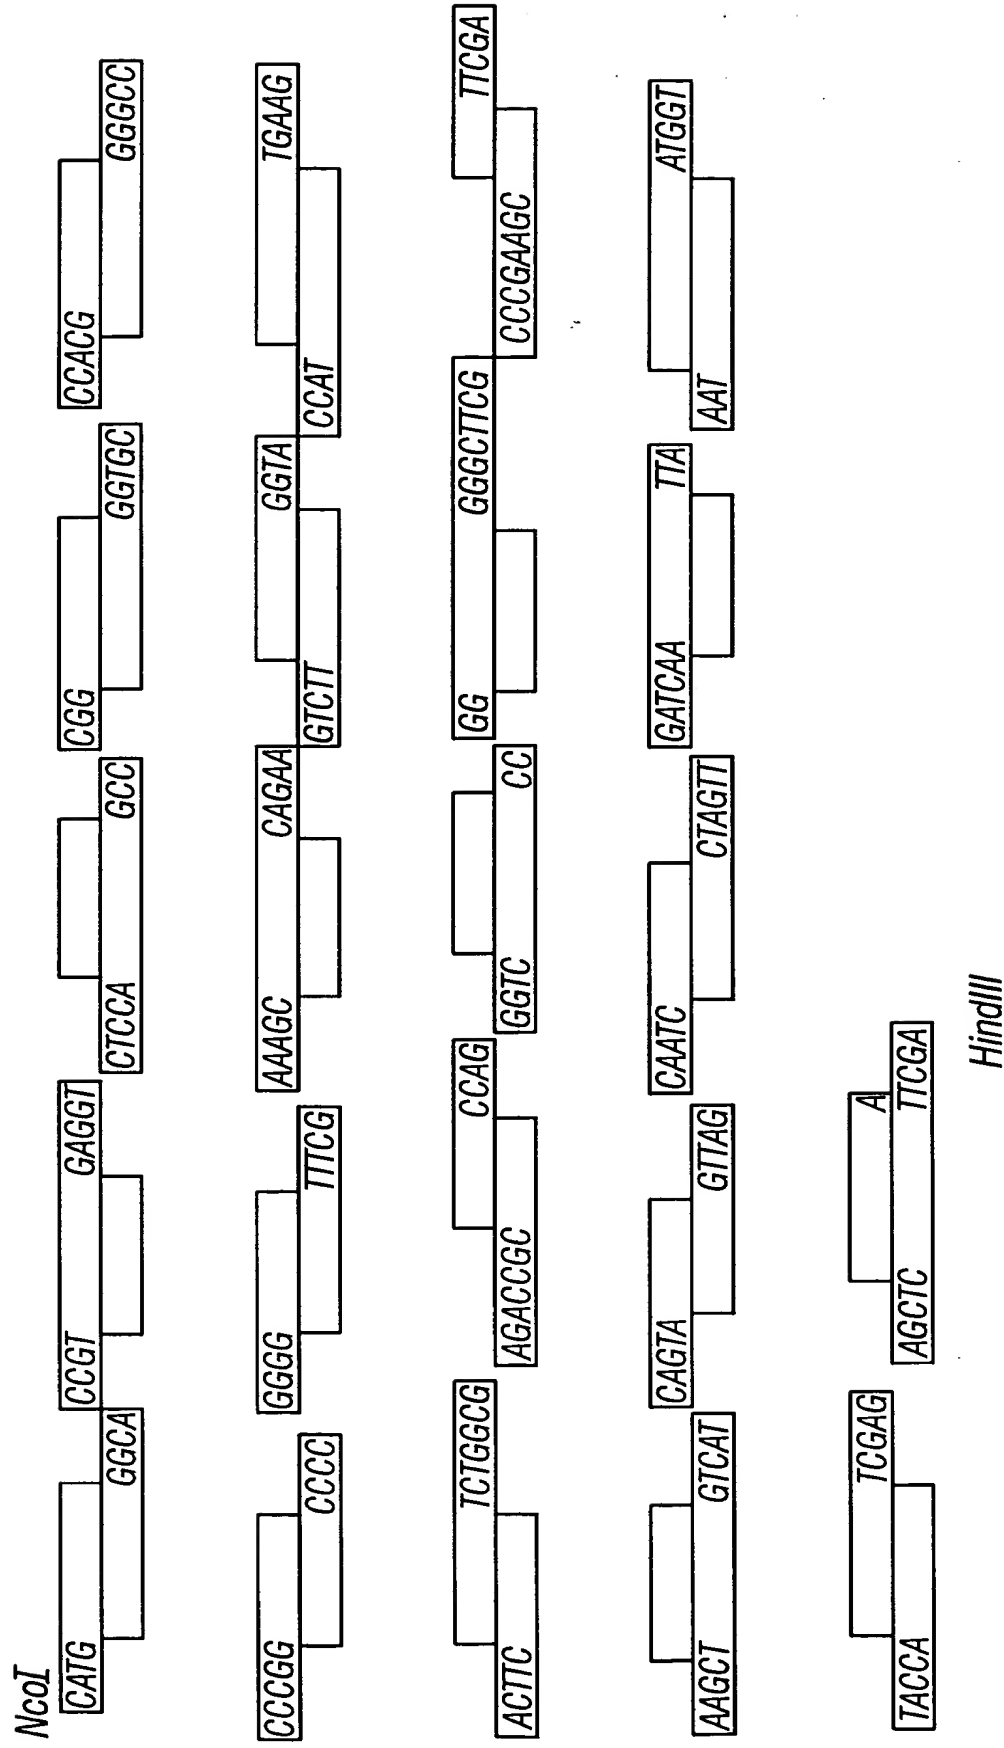 NcoI
CATG CCGT GAGGT CGG CCACG
GGCA CTCCA GCC GGTGC GGGCC
CCCGG GGGG AAAGC CAGAA GGTA TGAAG
CCCC TTTCG GTCTT CCAT
TCTGGCG CCAG GG GGGCTTCG TTCGA
ACTTC AGACCGC GGTC CC CCCGAAGC
CAGTA CAATC GATCAA TTA ATGGT
AAGCT GTCAT GTTAG CTAGTT AAT
TCGAG A
TACCA AGCTC TTCGA
HindIII